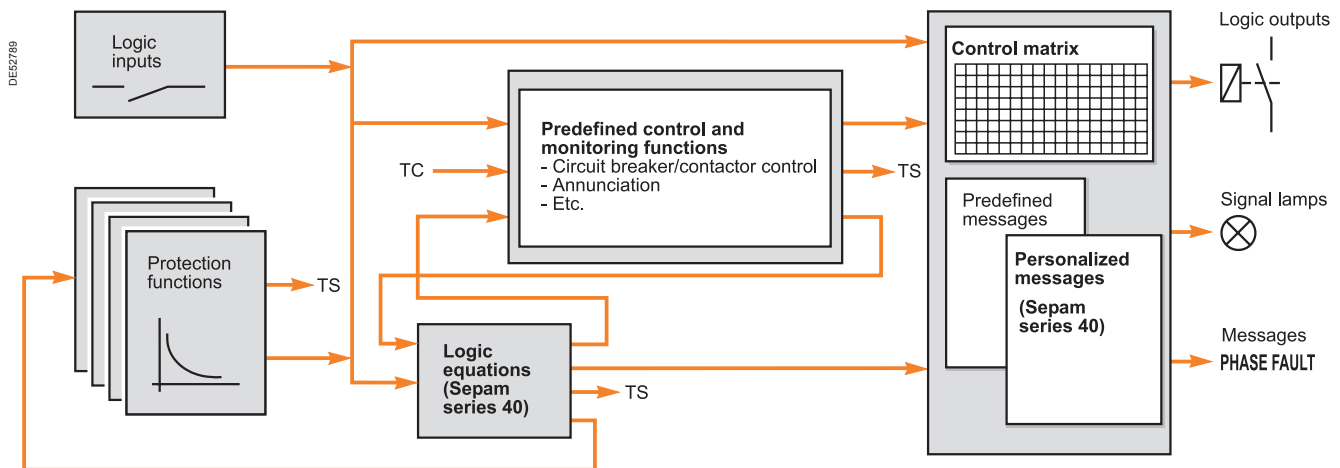 DE52789
Logic
inputs
Protection
functions
TS
TC
Predefined control and
monitoring functions
- Circuit breaker/contactor control
- Annunciation
- Etc.
TS
Logic
equations
(Sepam
series 40)
TS
Control matrix
Predefined
messages
Personalized
messages
(Sepam
series 40)
Logic outputs
Signal lamps
Messages
PHASE FAULT